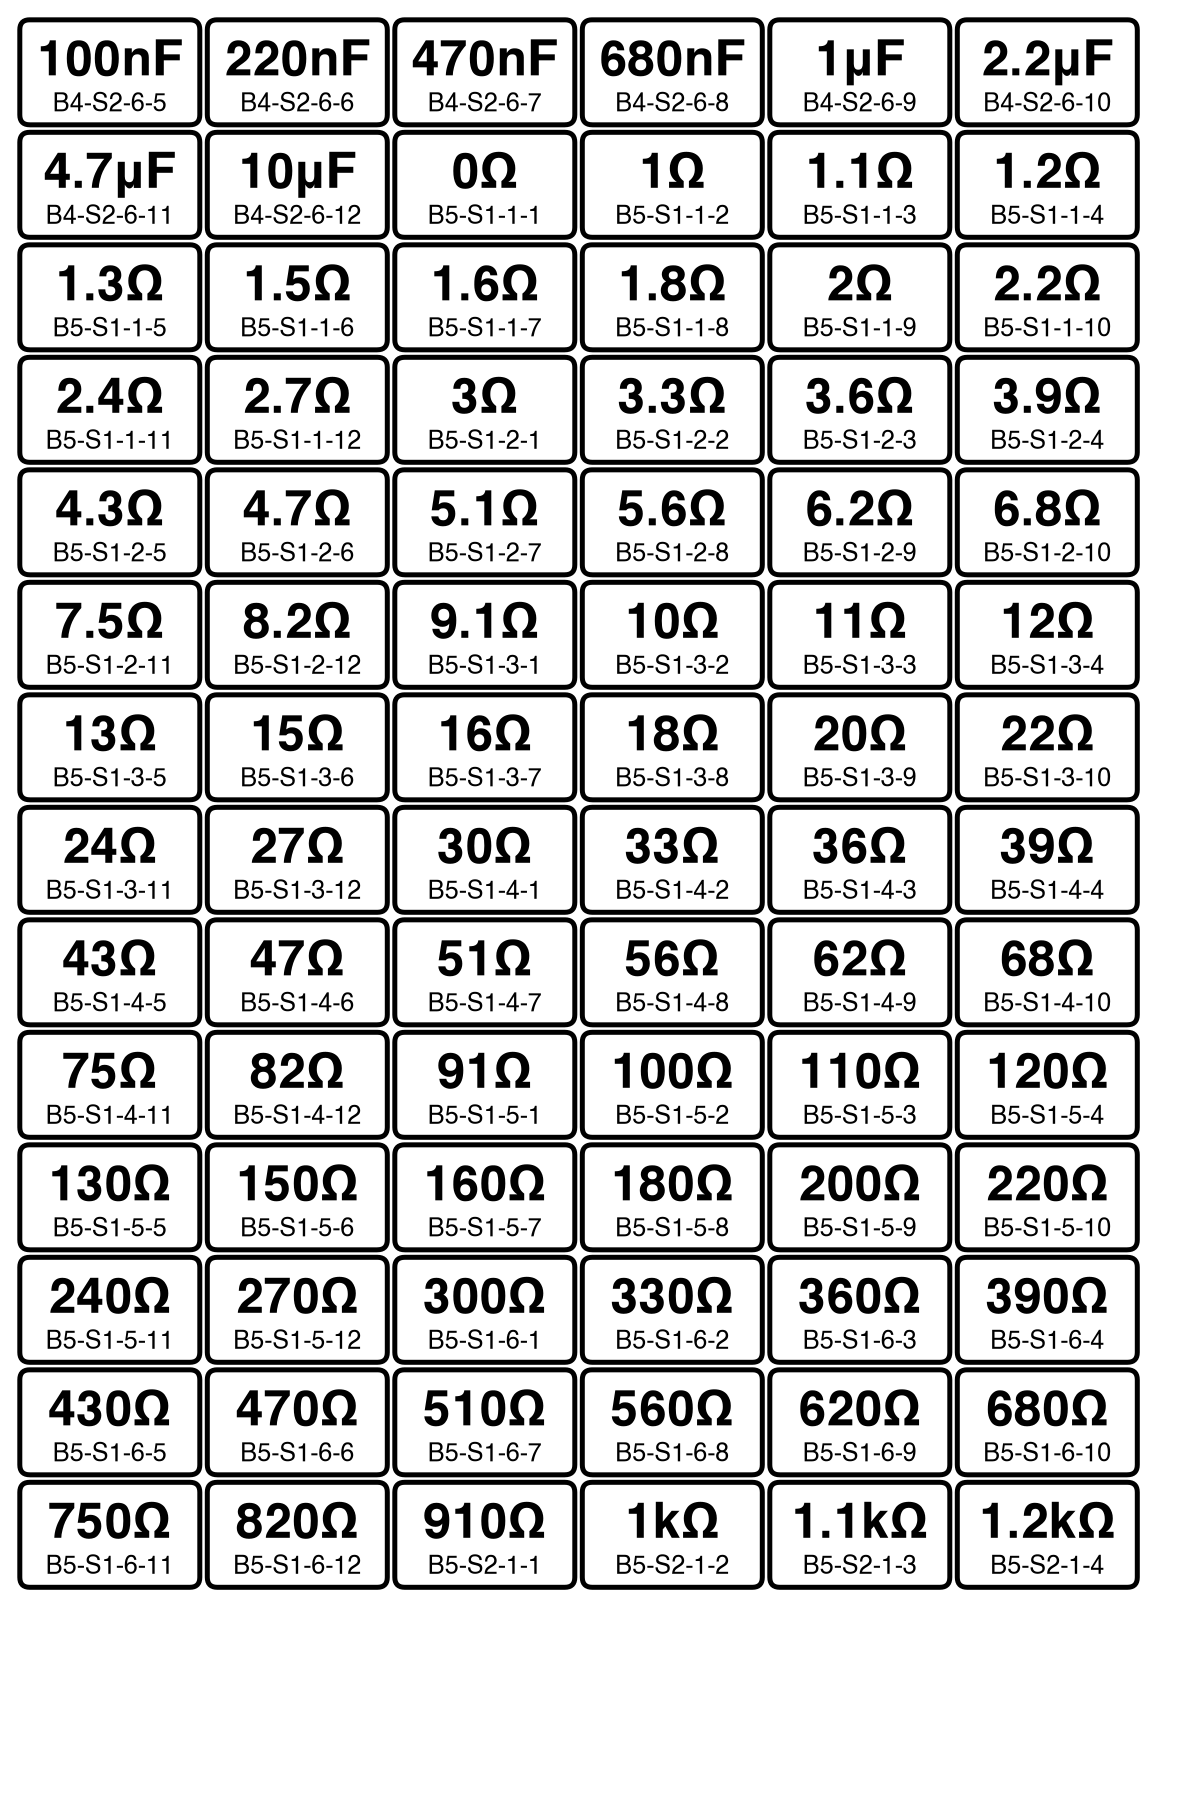 100nF 220nF 470nF 680nF 1µF 2.2µF
B4-S2-6-5 B4-S2-6-6 B4-S2-6-7 B4-S2-6-8 B4-S2-6-9 B4-S2-6-10
4.7µF 10µF 0Ω 1Ω 1.1Ω 1.2Ω
B4-S2-6-11 B4-S2-6-12 B5-S1-1-1 B5-S1-1-2 B5-S1-1-3 B5-S1-1-4
1.3Ω 1.5Ω 1.6Ω 1.8Ω 2Ω 2.2Ω
B5-S1-1-5 B5-S1-1-6 B5-S1-1-7 B5-S1-1-8 B5-S1-1-9 B5-S1-1-10
2.4Ω 2.7Ω 3Ω 3.3Ω 3.6Ω 3.9Ω
B5-S1-1-11 B5-S1-1-12 B5-S1-2-1 B5-S1-2-2 B5-S1-2-3 B5-S1-2-4
4.3Ω 4.7Ω 5.1Ω 5.6Ω 6.2Ω 6.8Ω
B5-S1-2-5 B5-S1-2-6 B5-S1-2-7 B5-S1-2-8 B5-S1-2-9 B5-S1-2-10
7.5Ω 8.2Ω 9.1Ω 10Ω 11Ω 12Ω
B5-S1-2-11 B5-S1-2-12 B5-S1-3-1 B5-S1-3-2 B5-S1-3-3 B5-S1-3-4
13Ω 15Ω 16Ω 18Ω 20Ω 22Ω
B5-S1-3-5 B5-S1-3-6 B5-S1-3-7 B5-S1-3-8 B5-S1-3-9 B5-S1-3-10
24Ω 27Ω 30Ω 33Ω 36Ω 39Ω
B5-S1-3-11 B5-S1-3-12 B5-S1-4-1 B5-S1-4-2 B5-S1-4-3 B5-S1-4-4
43Ω 47Ω 51Ω 56Ω 62Ω 68Ω
B5-S1-4-5 B5-S1-4-6 B5-S1-4-7 B5-S1-4-8 B5-S1-4-9 B5-S1-4-10
75Ω 82Ω 91Ω 100Ω 110Ω 120Ω
B5-S1-4-11 B5-S1-4-12 B5-S1-5-1 B5-S1-5-2 B5-S1-5-3 B5-S1-5-4
130Ω 150Ω 160Ω 180Ω 200Ω 220Ω
B5-S1-5-5 B5-S1-5-6 B5-S1-5-7 B5-S1-5-8 B5-S1-5-9 B5-S1-5-10
240Ω 270Ω 300Ω 330Ω 360Ω 390Ω
B5-S1-5-11 B5-S1-5-12 B5-S1-6-1 B5-S1-6-2 B5-S1-6-3 B5-S1-6-4
430Ω 470Ω 510Ω 560Ω 620Ω 680Ω
B5-S1-6-5 B5-S1-6-6 B5-S1-6-7 B5-S1-6-8 B5-S1-6-9 B5-S1-6-10
750Ω 820Ω 910Ω 1kΩ 1.1kΩ 1.2kΩ
B5-S1-6-11 B5-S1-6-12 B5-S2-1-1 B5-S2-1-2 B5-S2-1-3 B5-S2-1-4